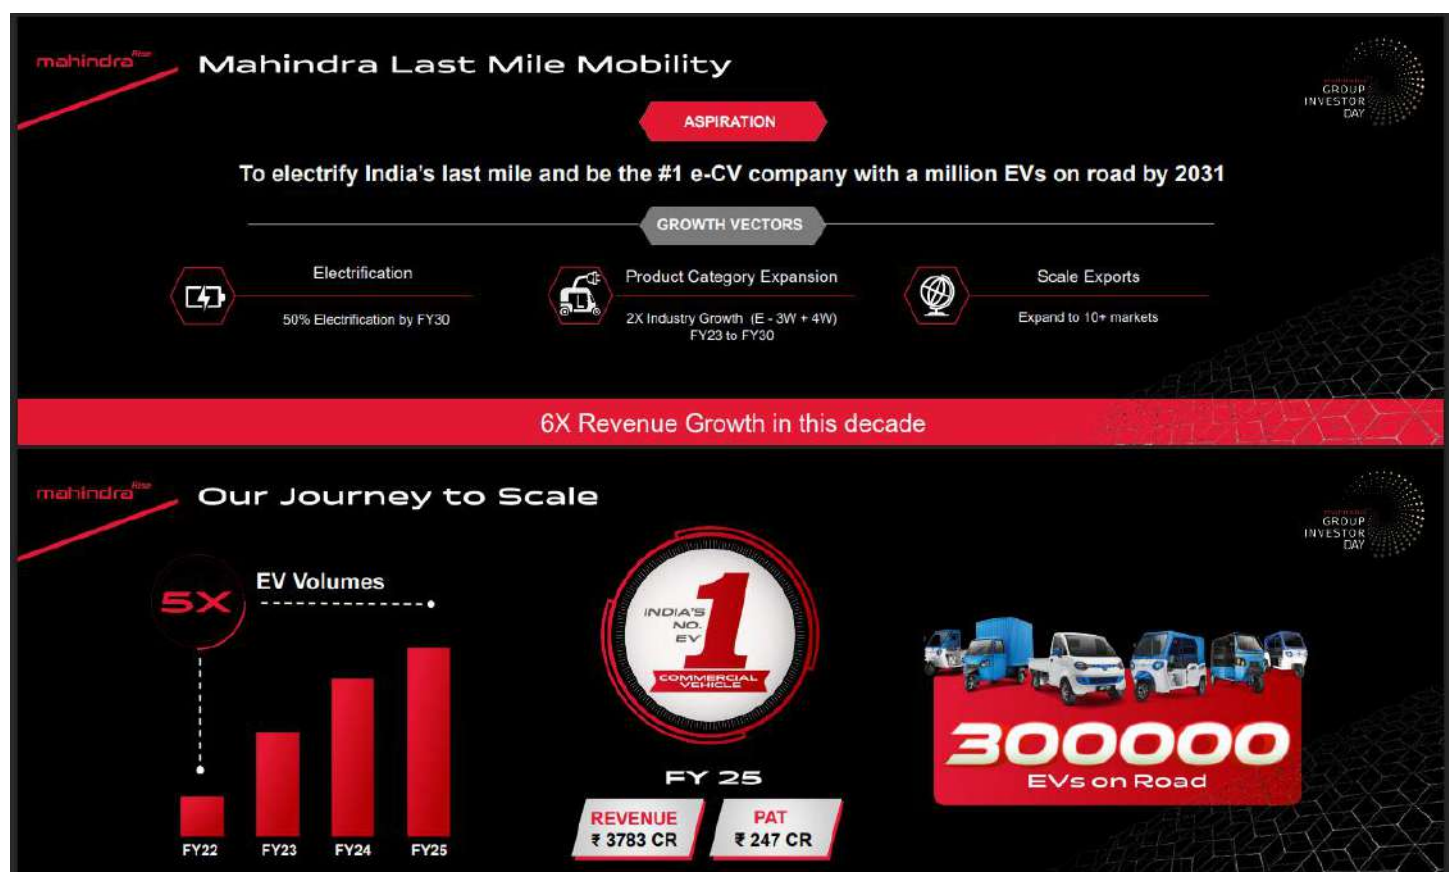 mahindra Rise
Mahindra Last Mile Mobility
mahindra
GROUP
INVESTOR
DAY
ASPIRATION
To electrify India's last mile and be the #1 e-CV company with a million EVs on road by 2031
GROWTH VECTORS
Electrification
50% Electrification by FY30
Product Category Expansion
2X Industry Growth (E - 3W + 4W)
FY23 to FY30
Scale Exports
Expand to 10+ markets
6X Revenue Growth in this decade
mahindra Rise
Our Journey to Scale
mahindra
GROUP
INVESTOR
DAY
5X
EV Volumes
FY22
FY23
FY24
FY25
INDIA'S
NO.
EV
1
COMMERCIAL
VEHICLE
FY 25
REVENUE
₹ 3783 CR
PAT
₹ 247 CR
300000
EVs on Road